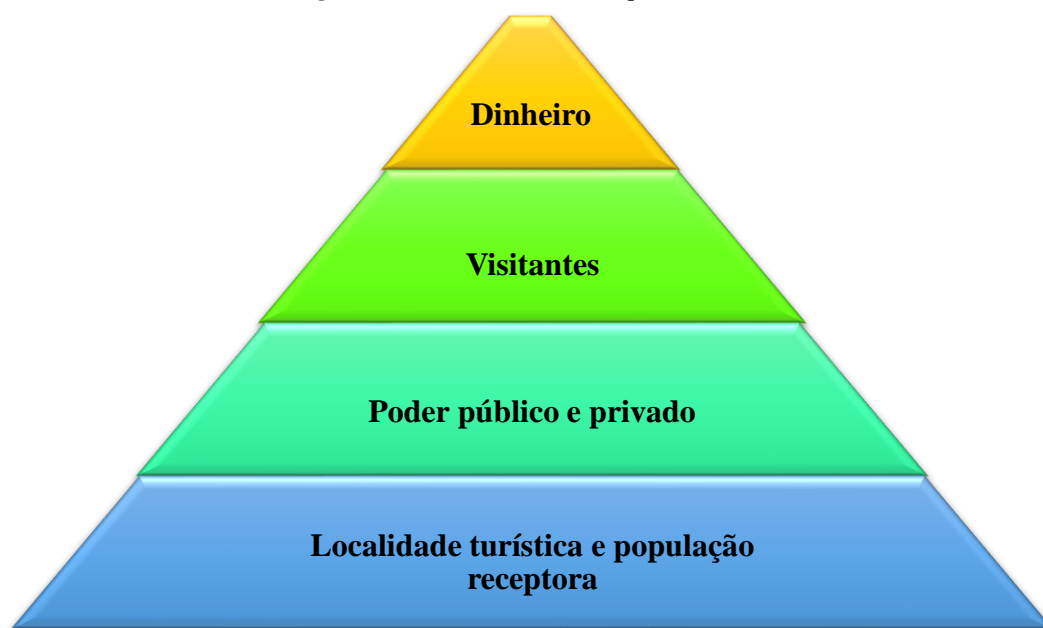 Dinheiro
Visitantes
Poder público e privado
Localidade turística e população
receptora